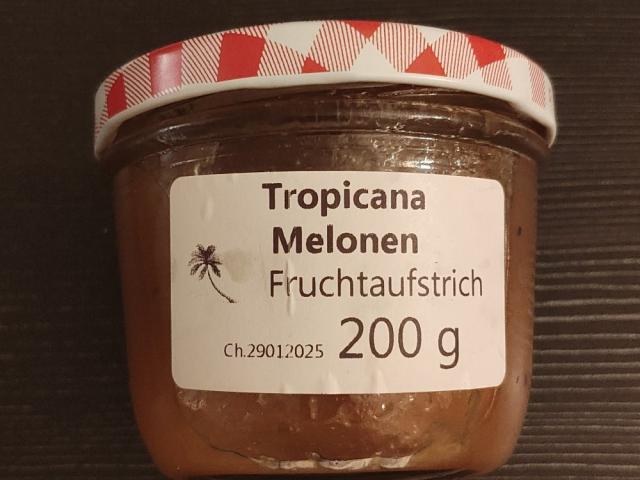 Tropicana
Melonen
Fruchtaufstrich
Ch.29012025 200 g